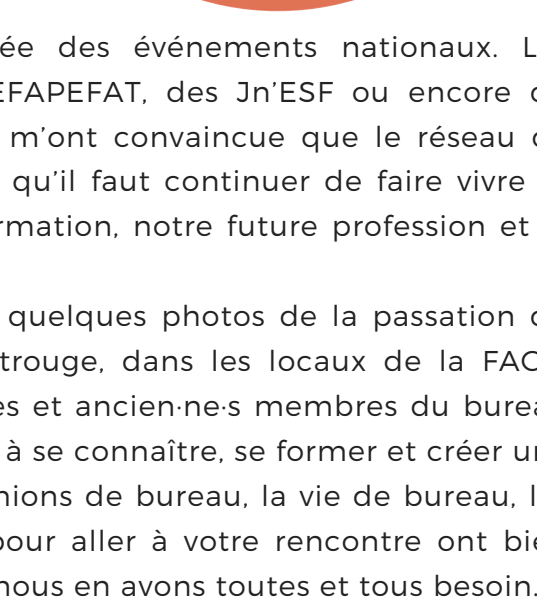 ée des événements nationaux. L
EFAPEFAT, des Jn'ESF ou encore
m'ont convaincue que le réseau
qu'il faut continuer de faire vivre
rmation, notre future profession et
quelques photos de la passation
trouge, dans les locaux de la FA
es et ancien·ne·s membres du burea
à se connaître, se former et créer u
nions de bureau, la vie de bureau, l
pour aller à votre rencontre ont bi
nous en avons toutes et tous besoin.